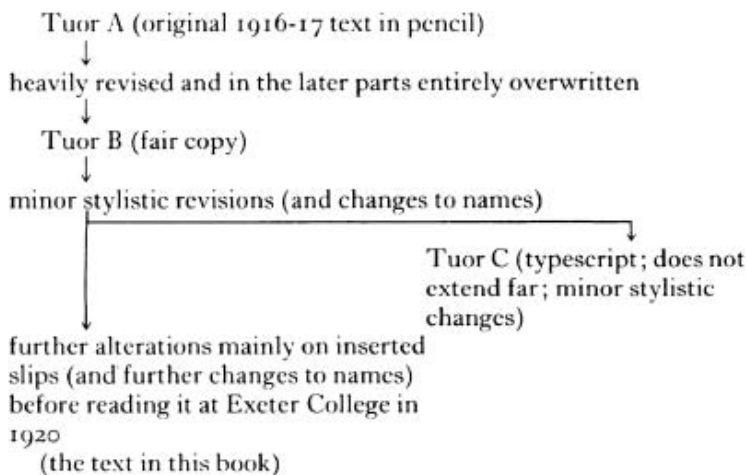 Tuor A (original 1916-17 text in pencil)
heavily revised and in the later parts entirely overwritten
Tuor B (fair copy)
minor stylistic revisions (and changes to names)
Tuor C (typescript; does not
extend far; minor stylistic
changes)
further alterations mainly on inserted
slips (and further changes to names)
before reading it at Exeter College in
1920
(the text in this book)